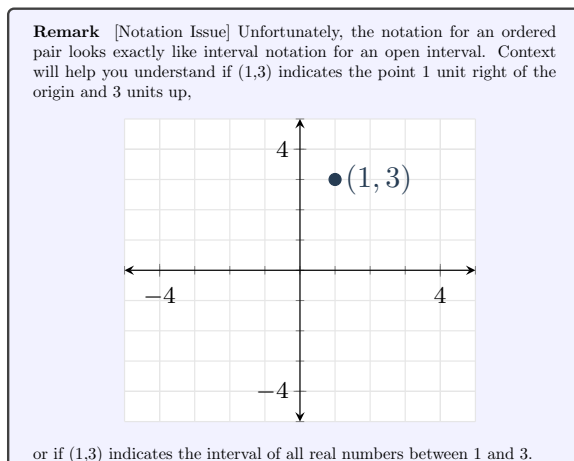 Remark [Notation Issue] Unfortunately, the notation for an ordered
pair looks exactly like interval notation for an open interval. Context
will help you understand if (1,3) indicates the point 1 unit right of the
origin and 3 units up,
4
(1, 3)
−4
4
−4
or if (1,3) indicates the interval of all real numbers between 1 and 3.